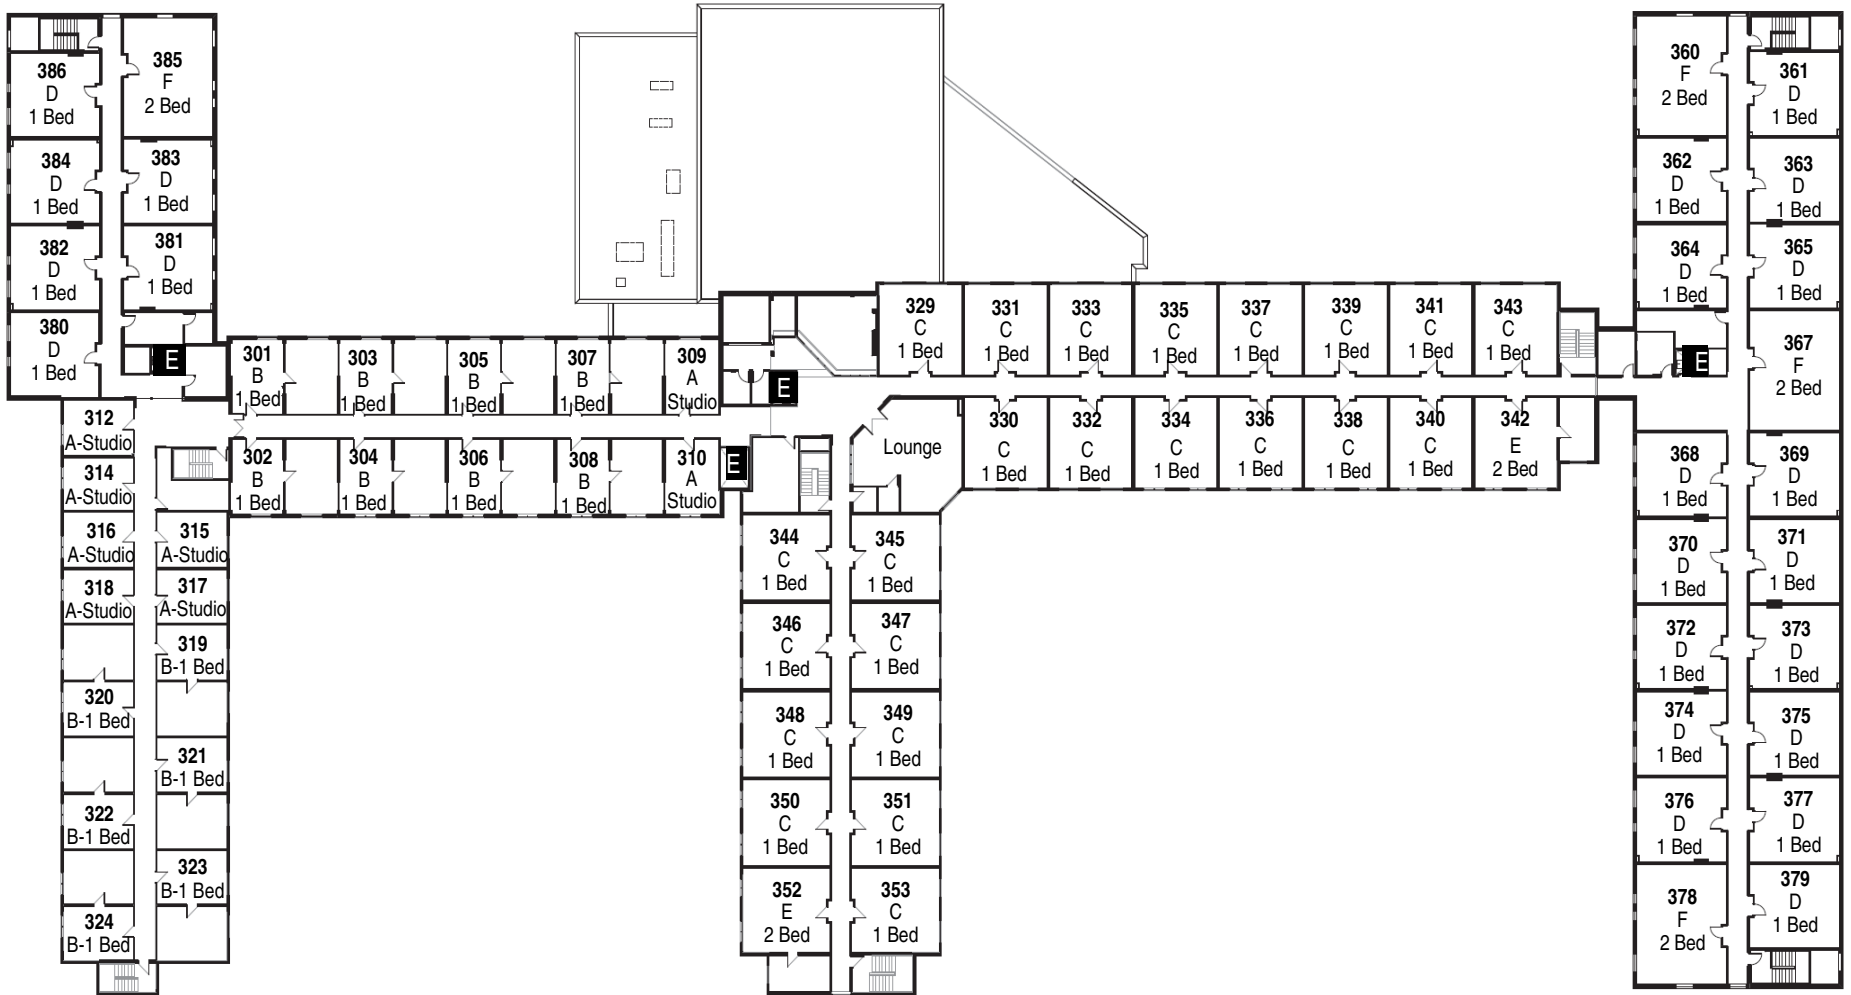 386
D
1 Bed
385
F
2 Bed
384
D
1 Bed
383
D
1 Bed
382
D
1 Bed
381
D
1 Bed
380
D
1 Bed
E
301
B
1 Bed
303
B
1 Bed
305
B
1 Bed
307
B
1 Bed
309
A
Studio
E
302
B
1 Bed
304
B
1 Bed
306
B
1 Bed
308
B
1 Bed
310
A
Studio
E
312
A-Studio
314
A-Studio
316
A-Studio
315
A-Studio
318
A-Studio
317
A-Studio
319
B-1 Bed
320
B-1 Bed
321
B-1 Bed
322
B-1 Bed
323
B-1 Bed
324
B-1 Bed
329
C
1 Bed
331
C
1 Bed
333
C
1 Bed
335
C
1 Bed
337
C
1 Bed
339
C
1 Bed
341
C
1 Bed
343
C
1 Bed
Lounge
330
C
1 Bed
332
C
1 Bed
334
C
1 Bed
336
C
1 Bed
338
C
1 Bed
340
C
1 Bed
342
E
2 Bed
344
C
1 Bed
345
C
1 Bed
346
C
1 Bed
347
C
1 Bed
348
C
1 Bed
349
C
1 Bed
350
C
1 Bed
351
C
1 Bed
352
E
2 Bed
353
C
1 Bed
360
F
2 Bed
361
D
1 Bed
362
D
1 Bed
363
D
1 Bed
364
D
1 Bed
365
D
1 Bed
E
367
F
2 Bed
368
D
1 Bed
369
D
1 Bed
370
D
1 Bed
371
D
1 Bed
372
D
1 Bed
373
D
1 Bed
374
D
1 Bed
375
D
1 Bed
376
D
1 Bed
377
D
1 Bed
378
F
2 Bed
379
D
1 Bed